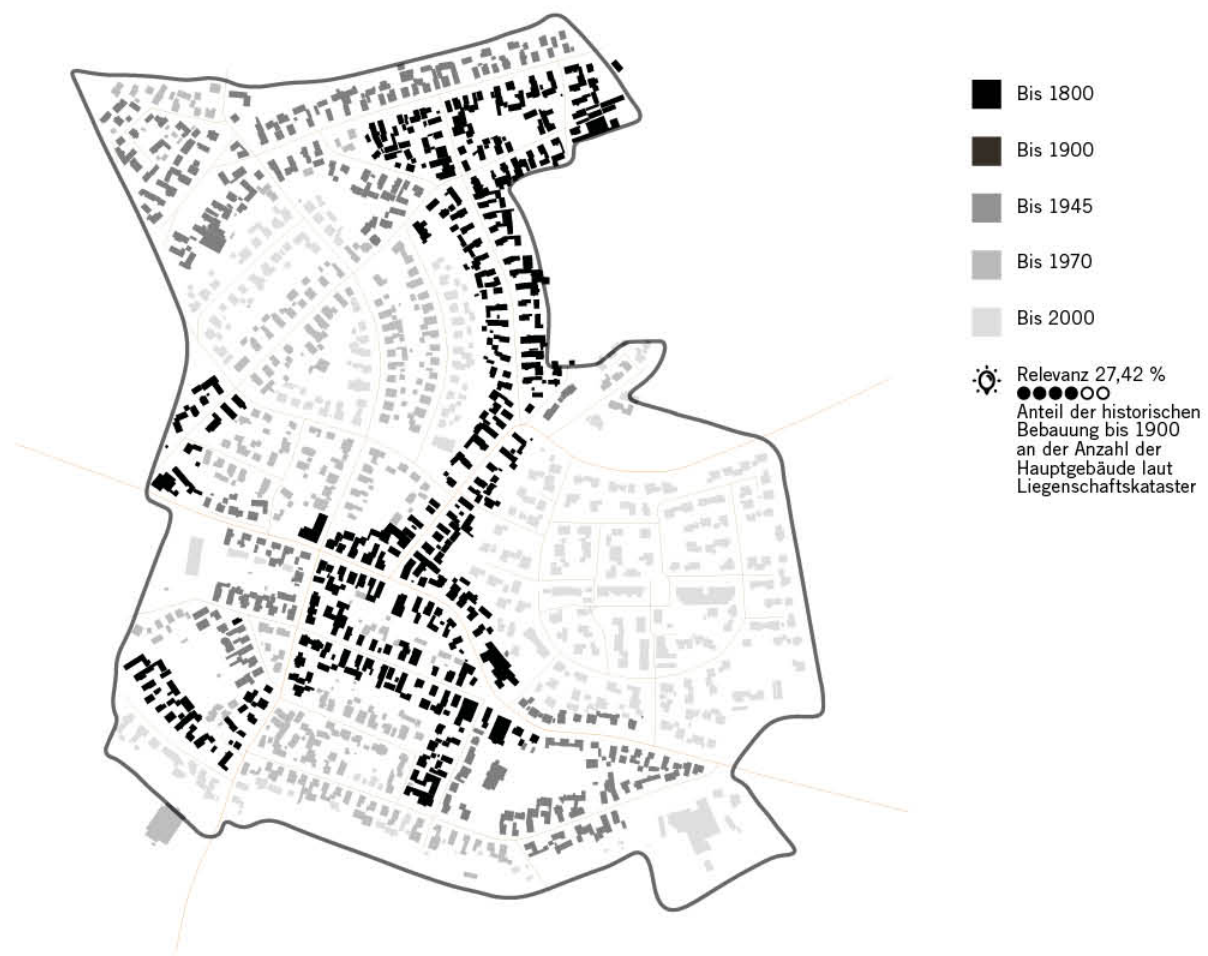 Bis 1800
Bis 1900
Bis 1945
Bis 1970
Bis 2000
Relevanz 27,42 %
Anteil der historischen
Bebauung bis 1900
an der Anzahl der
Hauptgebäude laut
Liegenschaftskataster